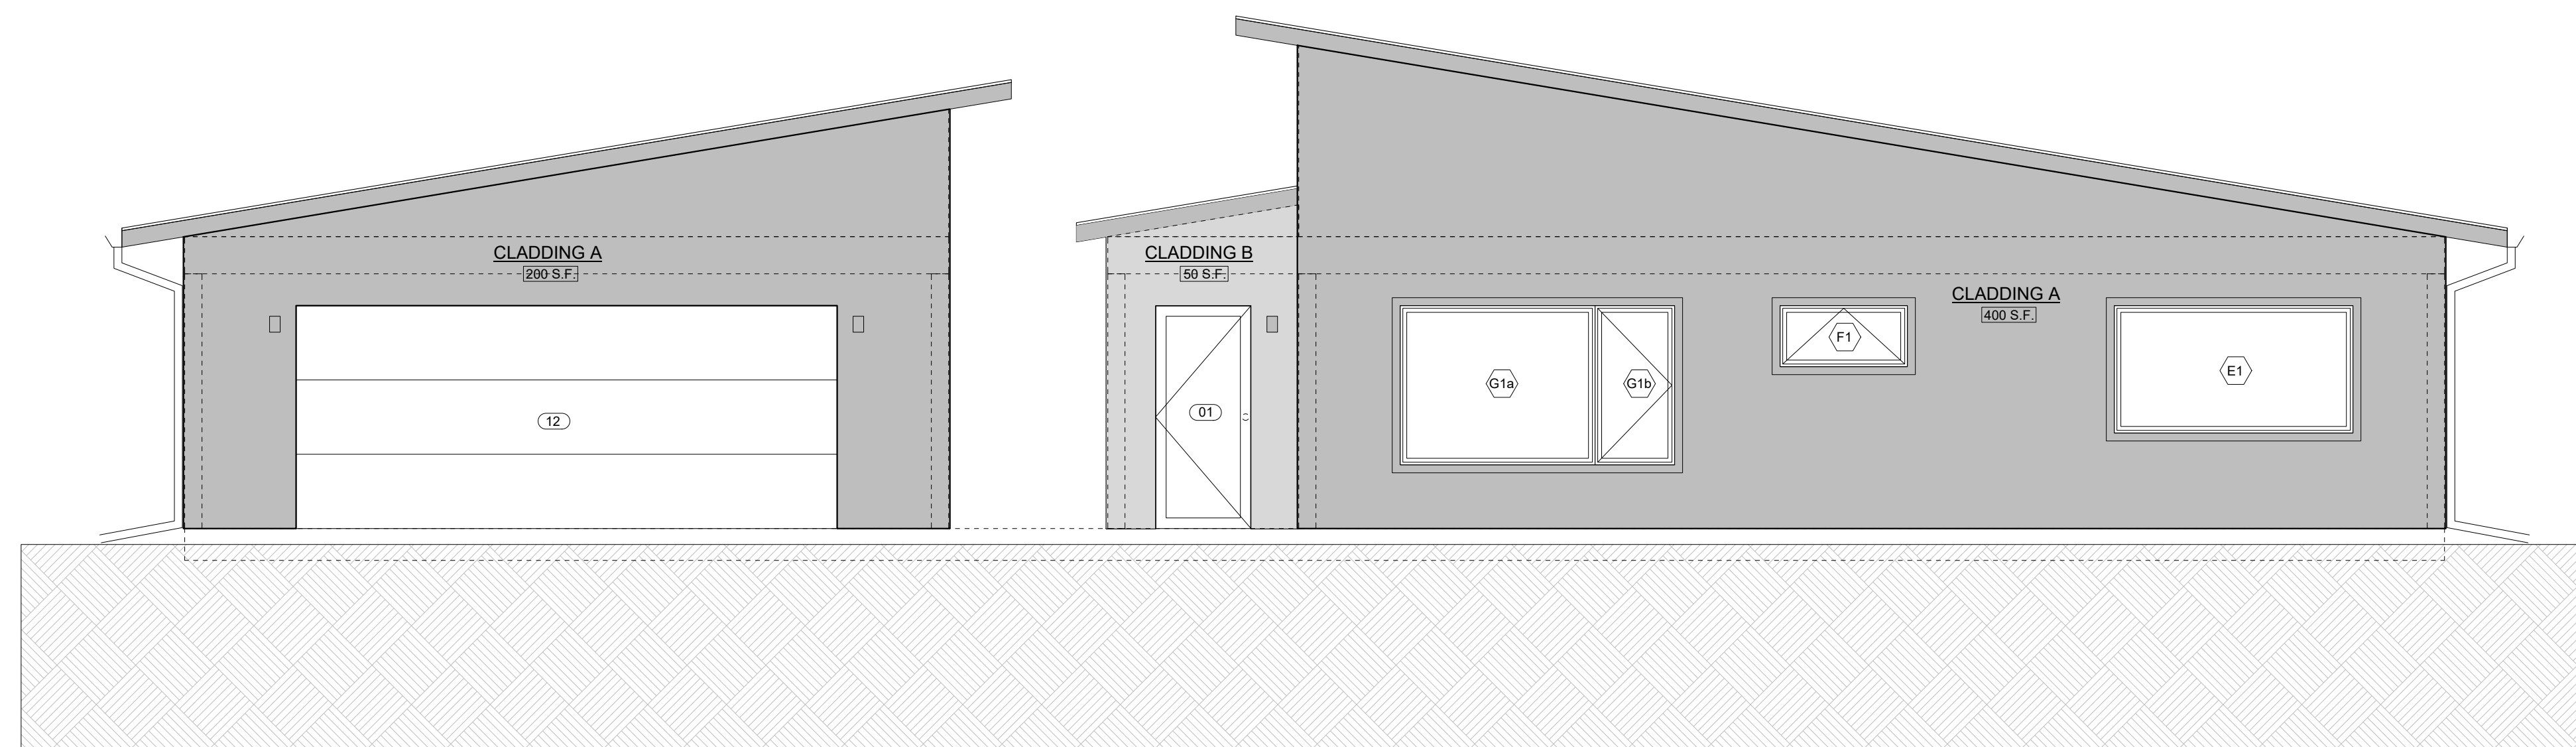 CLADDING A
200 S.F.
12
CLADDING B
50 S.F.
01
CLADDING A
400 S.F.
G1a
G1b
F1
E1